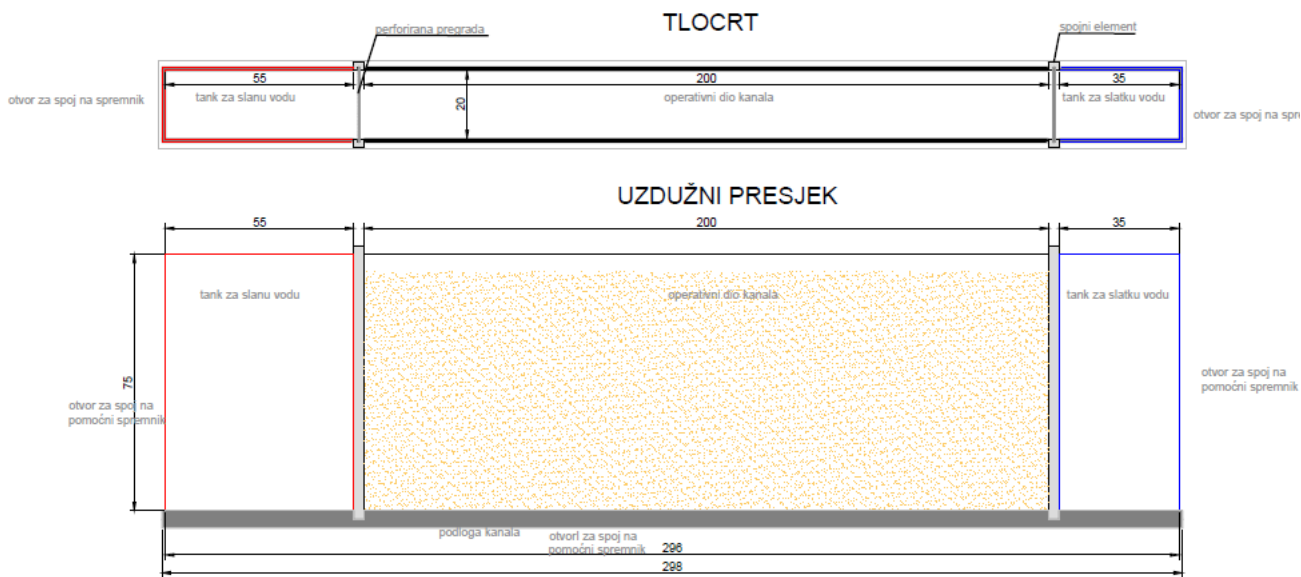 TLOCRT
perforirana pregrada
spojni element
55
200
35
otvor za spoj na spremnik
tank za slanu vodu
20
operativni dio kanala
tank za slatku vodu
otvor za spoj na spre
UZDUŽNI PRESJEK
55
200
35
tank za slanu vodu
operativni dio kanala
tank za slatku vodu
75
otvor za spoj na
pomoćni spremnik
otvor za spoj na
pomoćni spremnik
podloga kanala
otvorI za spoj na
pomoćni spremnik
296
298